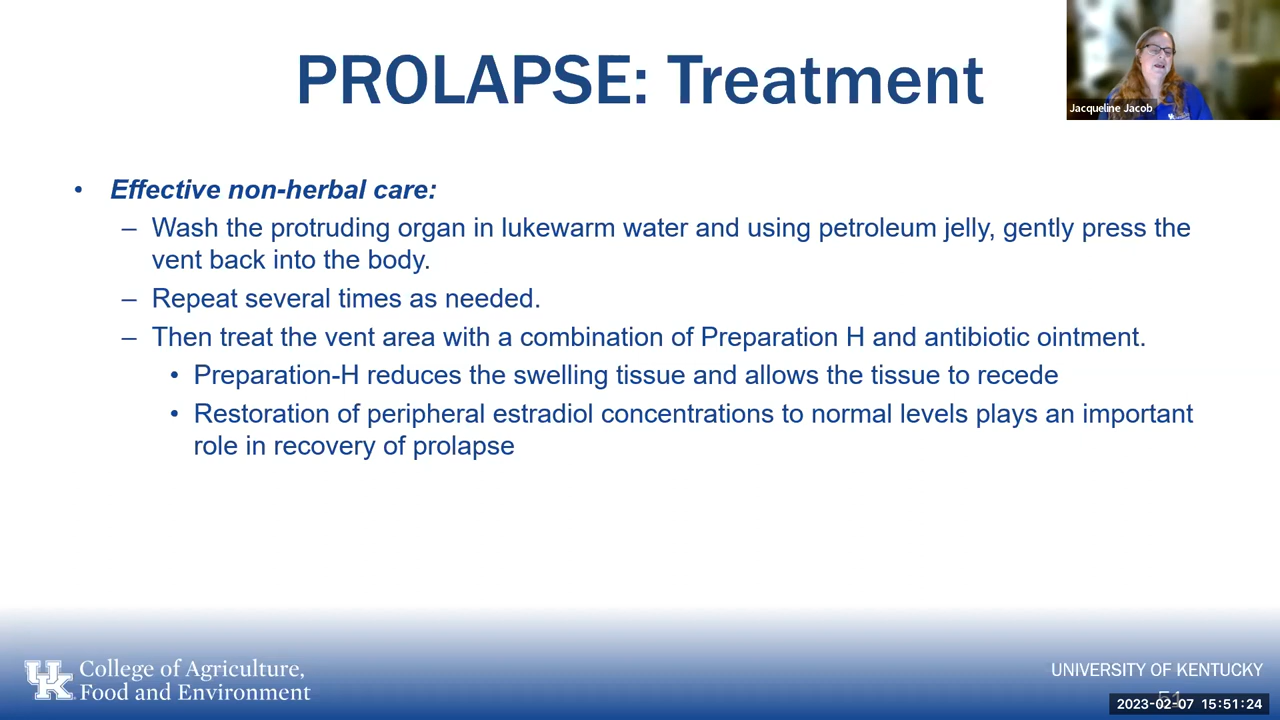 PROLAPSE: Treatment
Jacqueline Jacob
• Effective non-herbal care:
– Wash the protruding organ in lukewarm water and using petroleum jelly, gently press the
vent back into the body.
– Repeat several times as needed.
– Then treat the vent area with a combination of Preparation H and antibiotic ointment.
• Preparation-H reduces the swelling tissue and allows the tissue to recede
• Restoration of peripheral estradiol concentrations to normal levels plays an important
role in recovery of prolapse
UK
College of Agriculture,
Food and Environment
UNIVERSITY OF KENTUCKY
2023-02-07 15:51:24